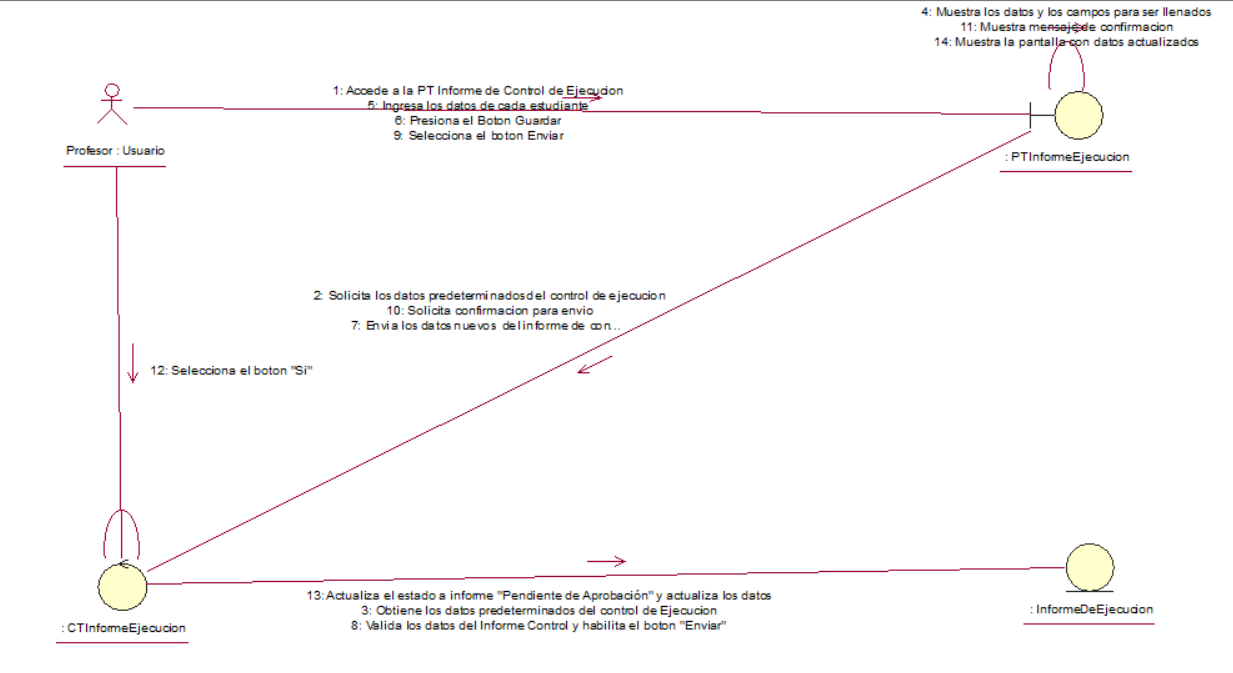 4: Muestra los datos y los campos para ser llenados
11: Muestra mensaje de confirmacion
14: Muestra la pantalla con datos actualizados
1: Accede a la PT Informe de Control de Ejecucion
5: Ingresa los datos de cada estudiante
6: Presiona el Boton Guardar
9: Selecciona el boton Enviar
Profesor : Usuario
: PTInformeEjecucion
2: Solicita los datos predeterminados del control de ejecucion
10: Solicita confirmacion para envio
7: Envia los datos nuevos del informe de con...
12: Selecciona el boton "Si"
13: Actualiza el estado a informe "Pendiente de Aprobación" y actualiza los datos
3: Obtiene los datos predeterminados del control de Ejecucion
8: Valida los datos del Informe Control y habilita el boton "Enviar"
: CTInformeEjecucion
: InformeDeEjecucion